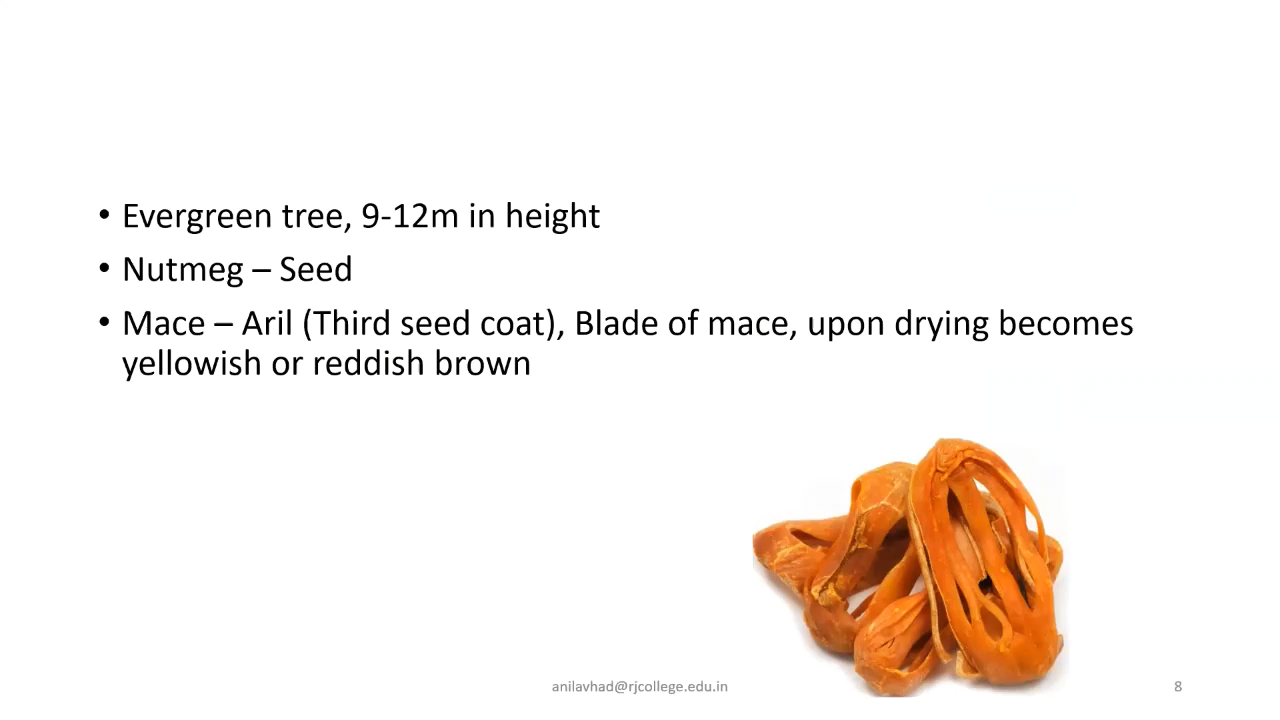 • Evergreen tree, 9-12m in height
• Nutmeg – Seed
• Mace – Aril (Third seed coat), Blade of mace, upon drying becomes
yellowish or reddish brown
anilavhad@rjcollege.edu.in
8